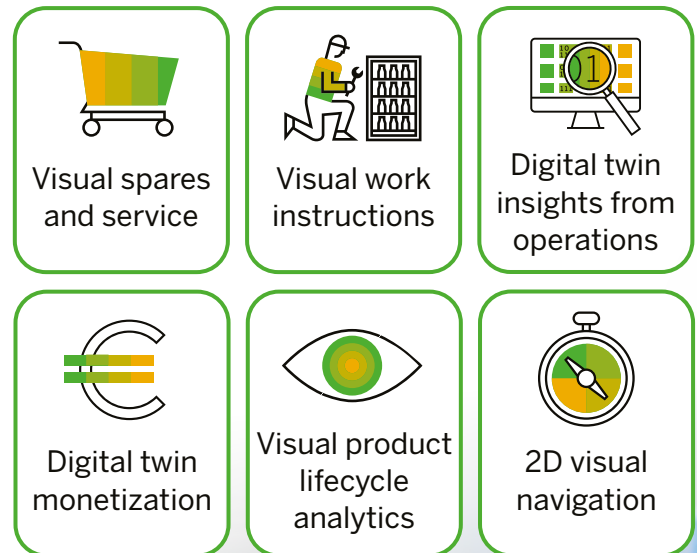 Visual spares
and service
Visual work
instructions
Digital twin
insights from
operations
Digital twin
monetization
Visual product
lifecycle
analytics
2D visual
navigation